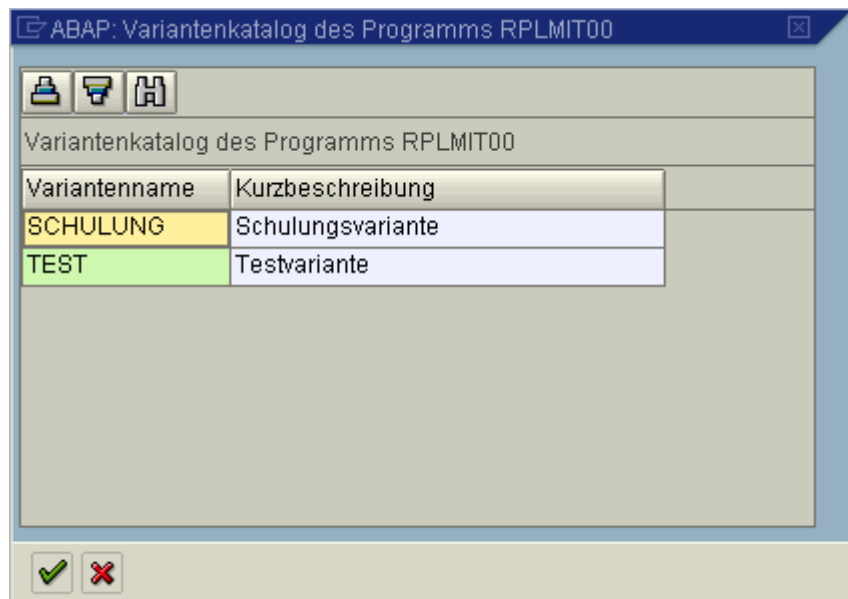 ABAP: Variantenkatalog des Programms RPLMIT00
Variantenkatalog des Programms RPLMIT00
Variantenname Kurzbeschreibung
SCHULUNG Schulungsvariante
TEST Testvariante